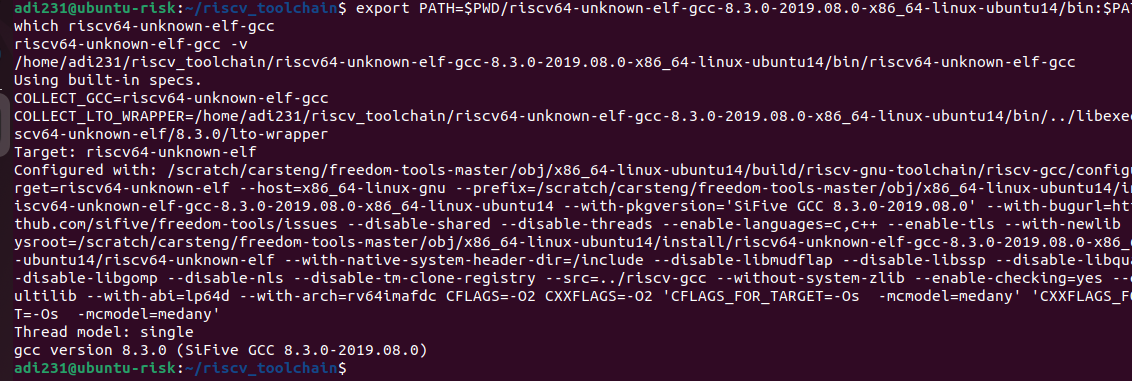 adi231@ubuntu-risk:~/riscv_toolchain$ export PATH=$PWD/riscv64-unknown-elf-gcc-8.3.0-2019.08.0-x86_64-linux-ubuntu14/bin:$PAT
which riscv64-unknown-elf-gcc
riscv64-unknown-elf-gcc -v
/home/adi231/riscv_toolchain/riscv64-unknown-elf-gcc-8.3.0-2019.08.0-x86_64-linux-ubuntu14/bin/riscv64-unknown-elf-gcc
Using built-in specs.
COLLECT_GCC=riscv64-unknown-elf-gcc
COLLECT_LTO_WRAPPER=/home/adi231/riscv_toolchain/riscv64-unknown-elf-gcc-8.3.0-2019.08.0-x86_64-linux-ubuntu14/bin/../libexec
scv64-unknown-elf/8.3.0/lto-wrapper
Target: riscv64-unknown-elf
Configured with: /scratch/carsteng/freedom-tools-master/obj/x86_64-linux-ubuntu14/build/riscv-gnu-toolchain/riscv-gcc/configu
rget=riscv64-unknown-elf --host=x86_64-linux-gnu --prefix=/scratch/carsteng/freedom-tools-master/obj/x86_64-linux-ubuntu14/in
iscv64-unknown-elf-gcc-8.3.0-2019.08.0-x86_64-linux-ubuntu14 --with-pkgversion='SiFive GCC 8.3.0-2019.08.0' --with-bugurl=htt
thub.com/sifive/freedom-tools/issues --disable-shared --disable-threads --enable-languages=c,c++ --enable-tls --with-newlib
ysroot=/scratch/carsteng/freedom-tools-master/obj/x86_64-linux-ubuntu14/install/riscv64-unknown-elf-gcc-8.3.0-2019.08.0-x86_6
-ubuntu14/riscv64-unknown-elf --with-native-system-header-dir=/include --disable-libmudflap --disable-libssp --disable-libqua
-disable-libgomp --disable-nls --disable-tm-clone-registry --src=../riscv-gcc --without-system-zlib --enable-checking=yes --
ultilib --with-abi=lp64d --with-arch=rv64imafdc CFLAGS=-O2 CXXFLAGS=-O2 'CFLAGS_FOR_TARGET=-Os  -mcmodel=medany' 'CXXFLAGS_FO
T=-Os  -mcmodel=medany'
Thread model: single
gcc version 8.3.0 (SiFive GCC 8.3.0-2019.08.0)
adi231@ubuntu-risk:~/riscv_toolchain$